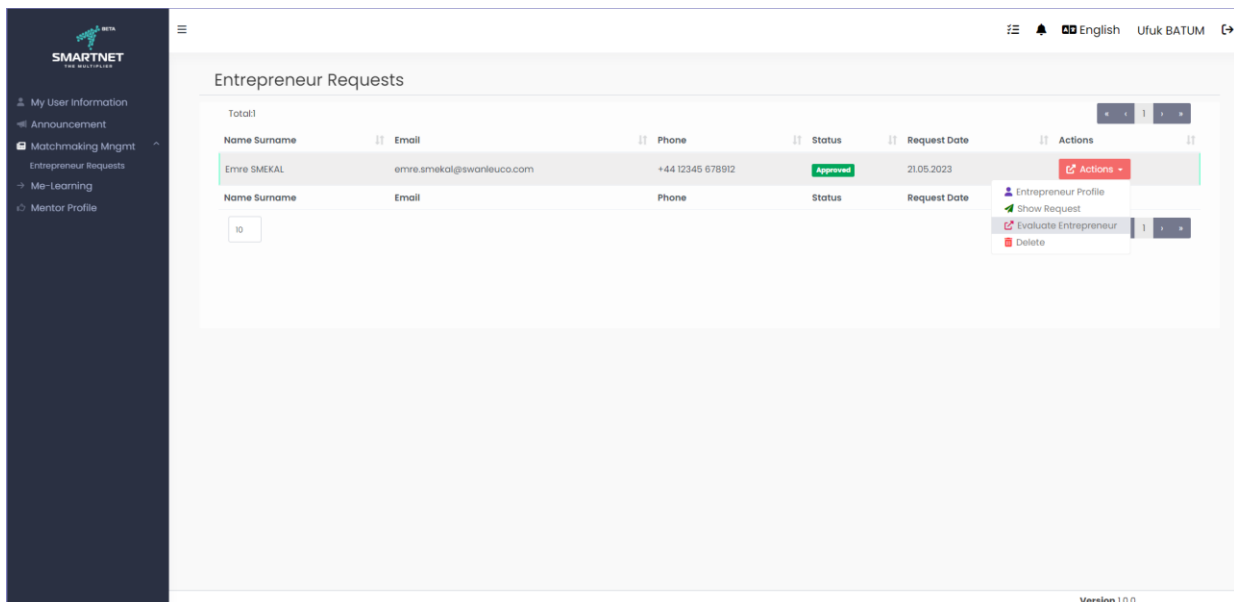 BETA
SMARTNET
THE MULTIPLIER
English Ufuk BATUM
My User Information
Announcement
Matchmaking Mngmt
Entrepreneur Requests
Me-Learning
Mentor Profile
Entrepreneur Requests
Total:1
« ‹ 1 › »
Name Surname Email Phone Status Request Date Actions
Emre SMEKAL emre.smekal@swanleuco.com +44 12345 678912 Approved 21.05.2023 Actions
Name Surname Email Phone Status Request Date
Entrepreneur Profile
Show Request
Evaluate Entrepreneur
Delete
10
1 › »
Version 1.0.0